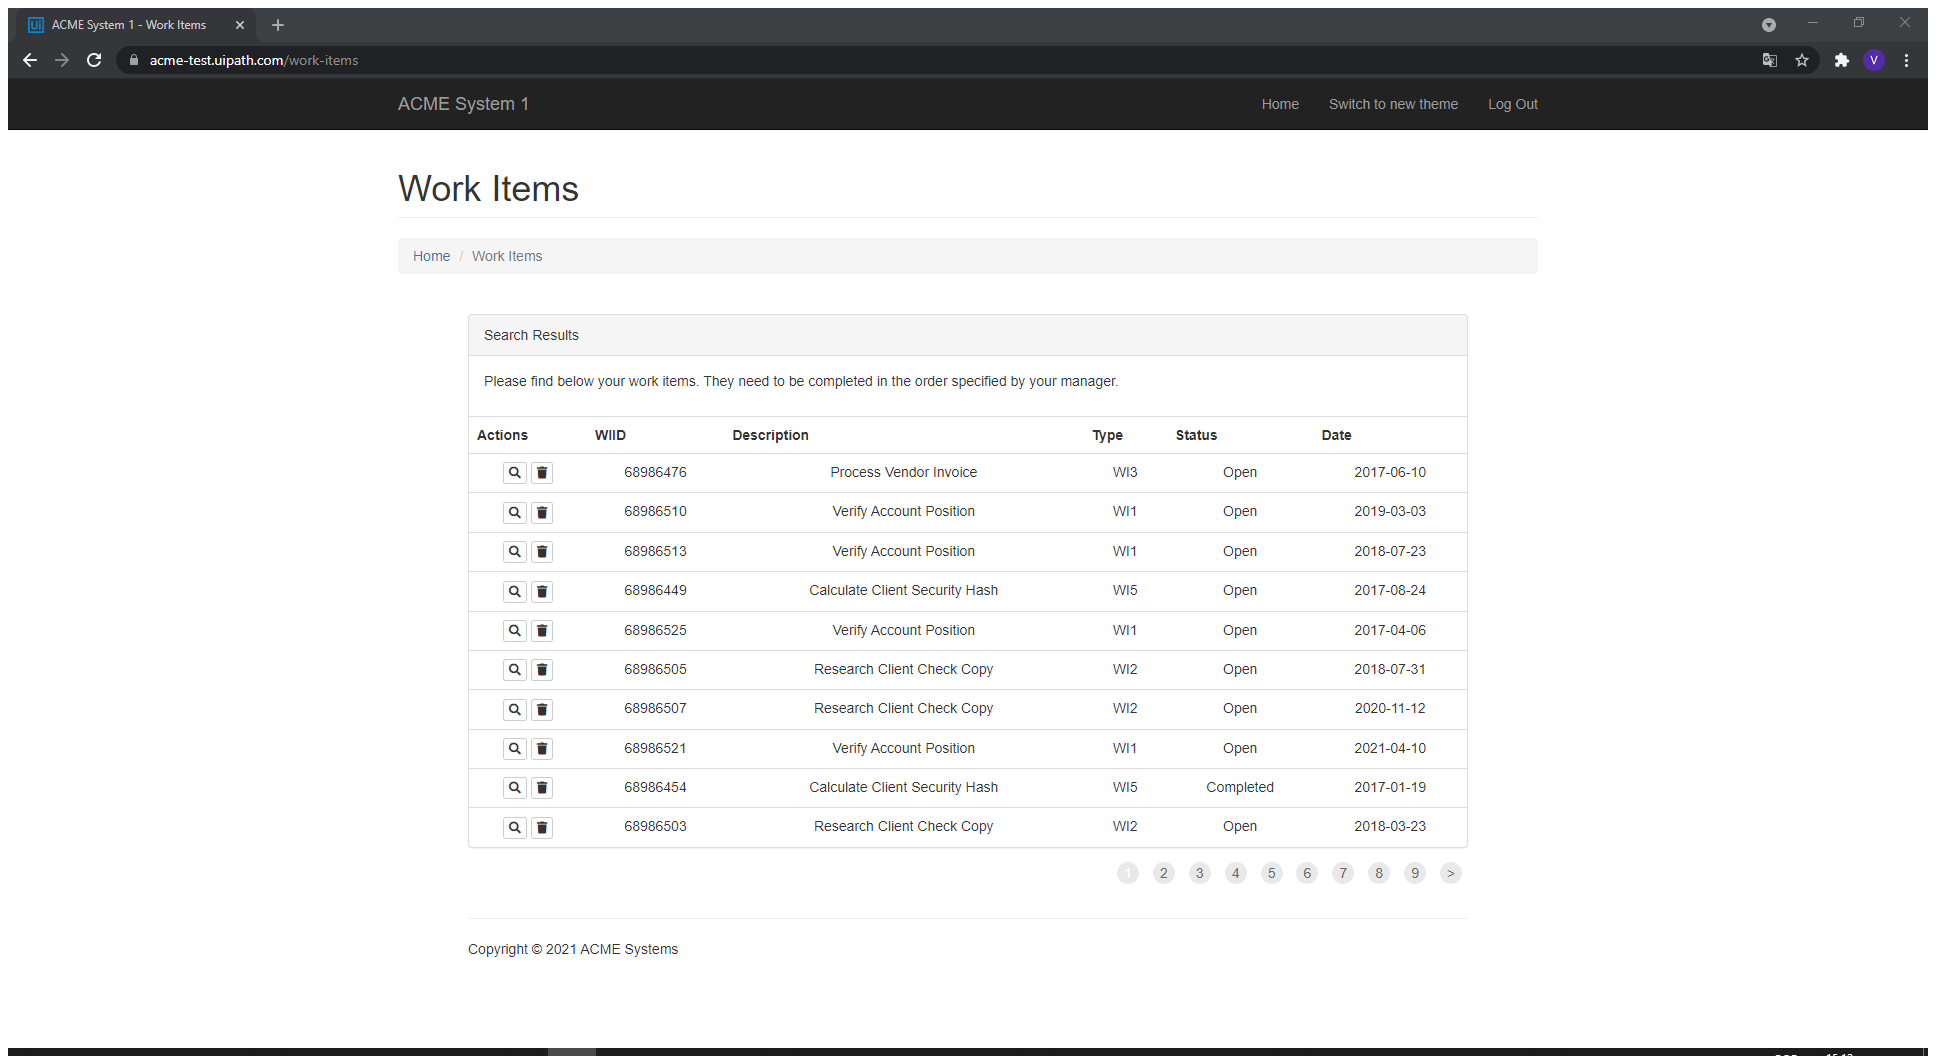 ACME System 1 - Work Items
acme-test.uipath.com/work-items
V
ACME System 1 Home Switch to new theme Log Out
Work Items
Home / Work Items
Search Results
Please find below your work items. They need to be completed in the order specified by your manager.
Actions WIID Description Type Status Date
68986476 Process Vendor Invoice WI3 Open 2017-06-10
68986510 Verify Account Position WI1 Open 2019-03-03
68986513 Verify Account Position WI1 Open 2018-07-23
68986449 Calculate Client Security Hash WI5 Open 2017-08-24
68986525 Verify Account Position WI1 Open 2017-04-06
68986505 Research Client Check Copy WI2 Open 2018-07-31
68986507 Research Client Check Copy WI2 Open 2020-11-12
68986521 Verify Account Position WI1 Open 2021-04-10
68986454 Calculate Client Security Hash WI5 Completed 2017-01-19
68986503 Research Client Check Copy WI2 Open 2018-03-23
1 2 3 4 5 6 7 8 9 >
Copyright © 2021 ACME Systems